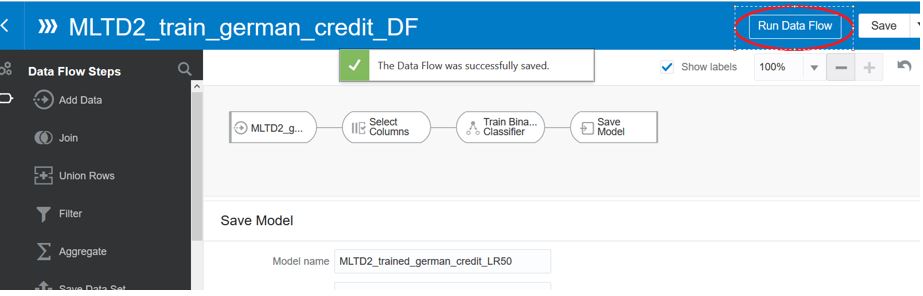 MLTD2_train_german_credit_DF
Run Data Flow
Save
Data Flow Steps
The Data Flow was successfully saved.
Show labels
100%
Add Data
Join
Union Rows
Filter
Aggregate
Save Data Set
MLTD2_g...
Select
Columns
Train Bina...
Classifier
Save
Model
Save Model
Model name
MLTD2_trained_german_credit_LR50